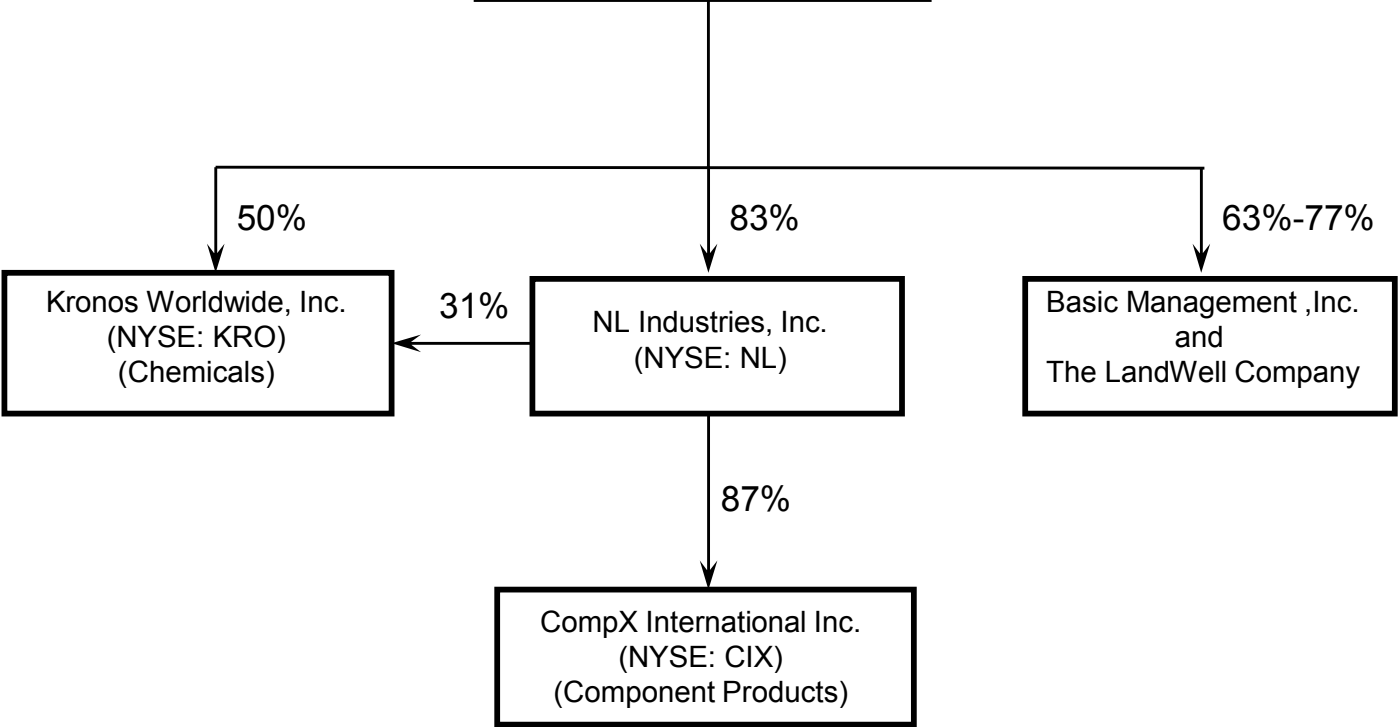 50%
83%
63%-77%
Kronos Worldwide, Inc.
(NYSE: KRO)
(Chemicals)
31%
NL Industries, Inc.
(NYSE: NL)
Basic Management ,Inc.
and
The LandWell Company
87%
CompX International Inc.
(NYSE: CIX)
(Component Products)